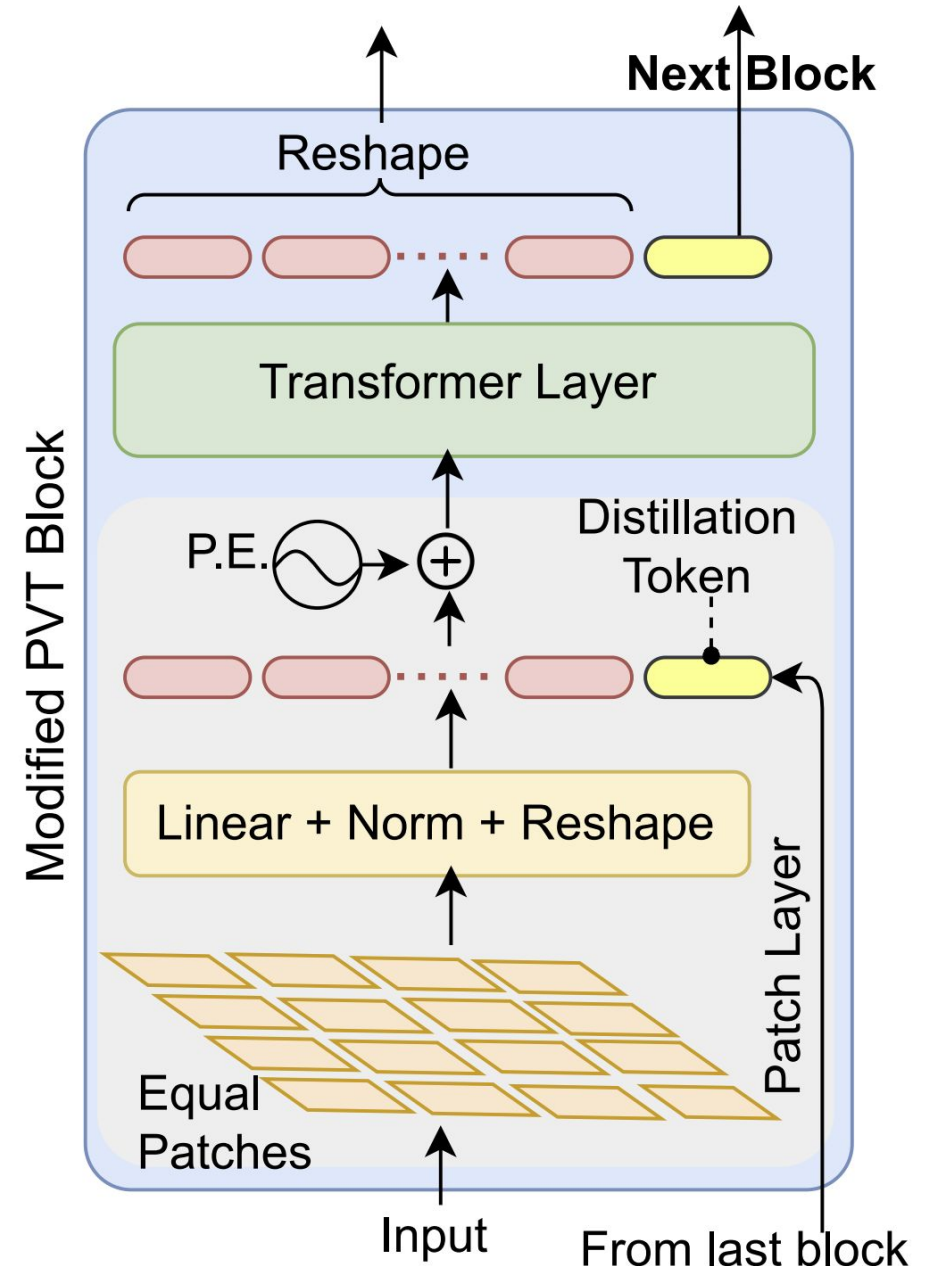 Next Block
Reshape
Transformer Layer
Modified PVT Block
Distillation
Token
P.E.
+
Linear + Norm + Reshape
Patch Layer
Equal
Patches
Input
From last block